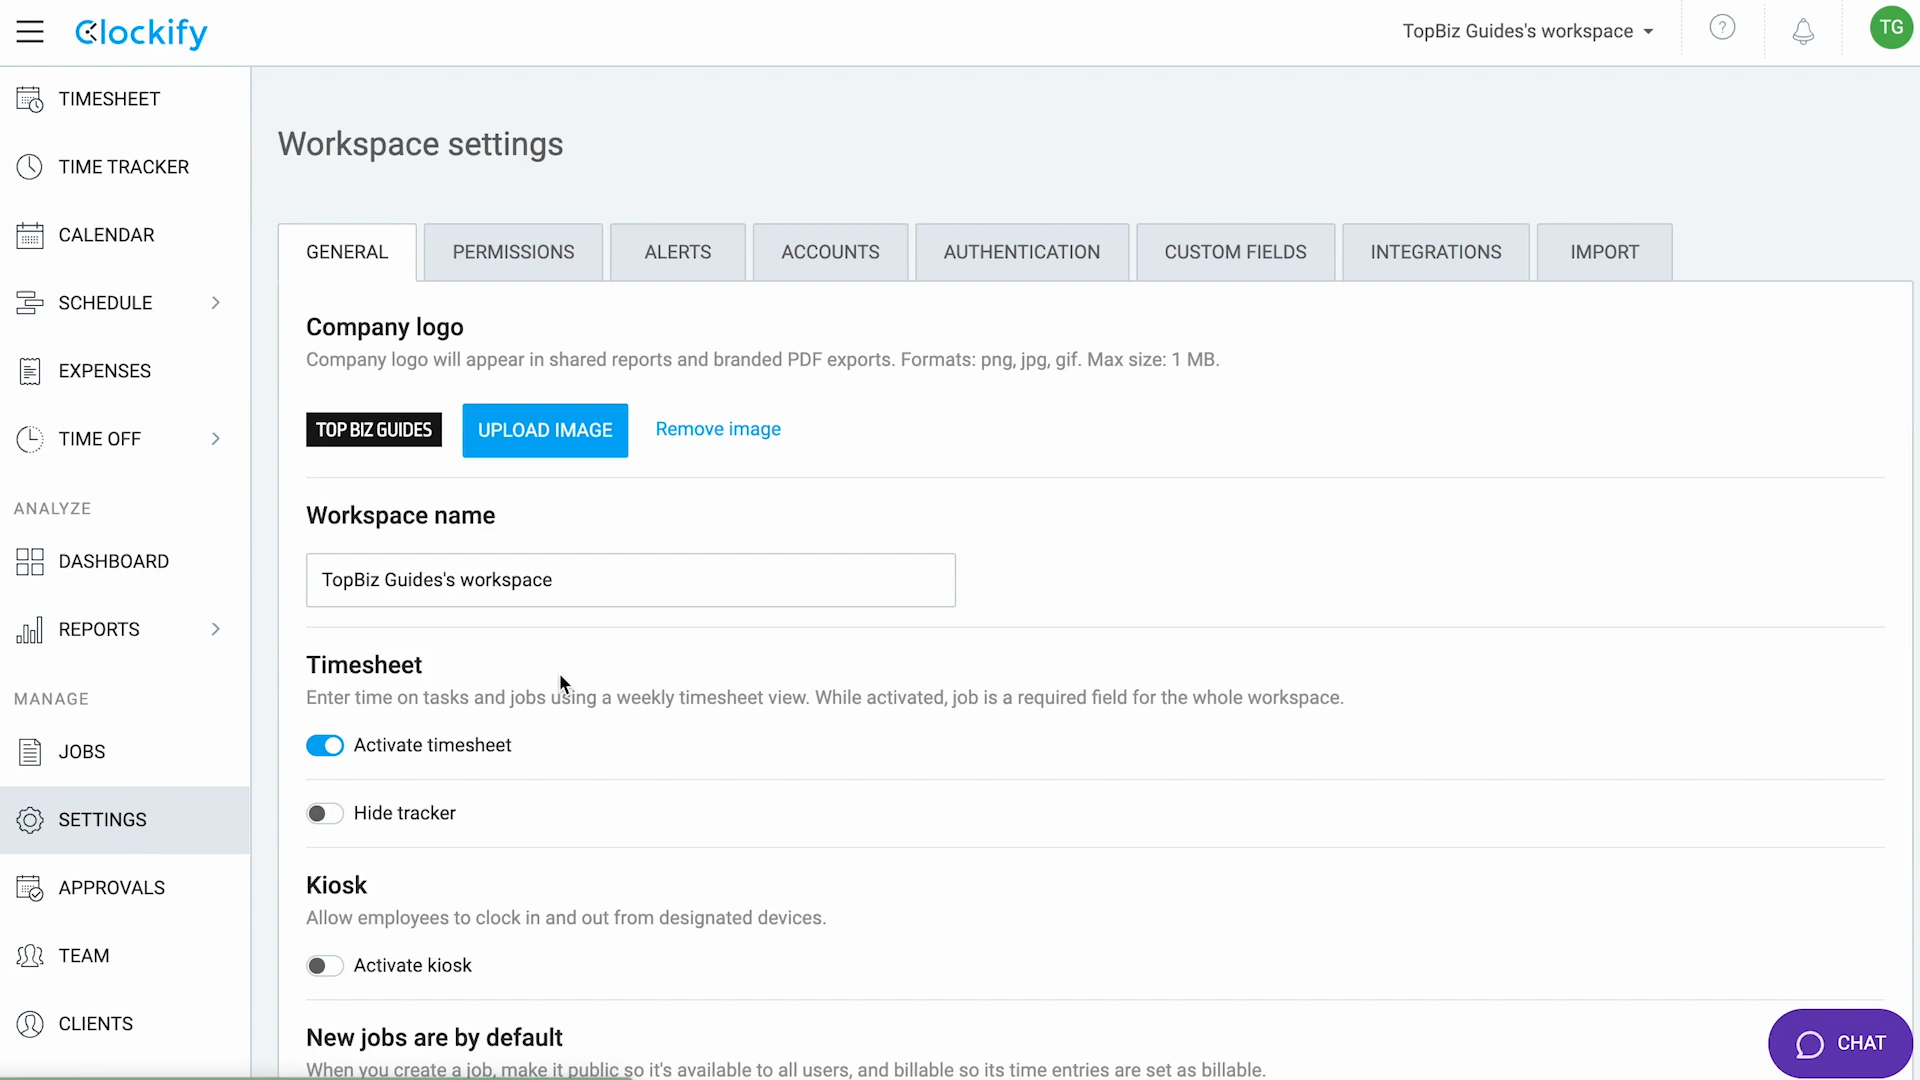 Clockify
TopBiz Guides's workspace
?
TG
TIMESHEET
TIME TRACKER
CALENDAR
SCHEDULE
EXPENSES
TIME OFF
ANALYZE
DASHBOARD
REPORTS
MANAGE
JOBS
SETTINGS
APPROVALS
TEAM
CLIENTS
Workspace settings
GENERAL
PERMISSIONS
ALERTS
ACCOUNTS
AUTHENTICATION
CUSTOM FIELDS
INTEGRATIONS
IMPORT
Company logo
Company logo will appear in shared reports and branded PDF exports. Formats: png, jpg, gif. Max size: 1 MB.
TOP BIZ GUIDES
UPLOAD IMAGE
Remove image
Workspace name
TopBiz Guides's workspace
Timesheet
Enter time on tasks and jobs using a weekly timesheet view. While activated, job is a required field for the whole workspace.
Activate timesheet
Hide tracker
Kiosk
Allow employees to clock in and out from designated devices.
Activate kiosk
New jobs are by default
When you create a job, make it public so it's available to all users, and billable so its time entries are set as billable.
CHAT